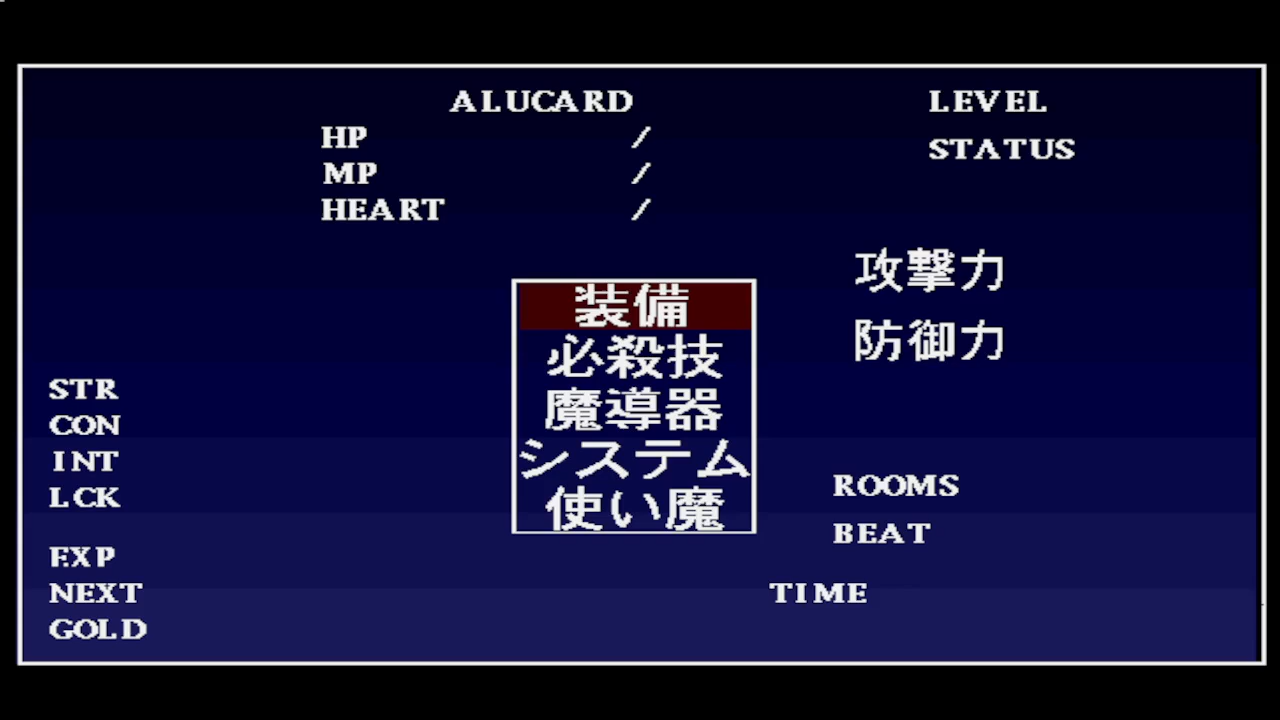 ALUCARD
LEVEL
HP /
STATUS
MP /
HEART /
攻撃力
装備
防御力
必殺技
STR
魔導器
CON
システム
INT
ROOMS
LCK
使い魔
BEAT
EXP
NEXT
TIME
GOLD